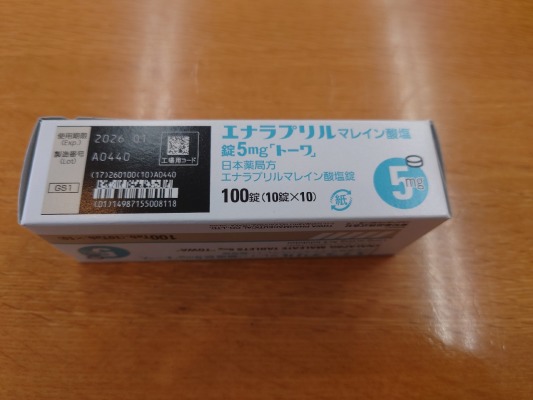 使用期限
(Exp.)
2026.01
製造番号
(Lot)
A0440
工場用コード
(17)260100(10)A0440
GS1
(01)14987155008118
エナラプリルマレイン酸塩
錠5mg「トーワ」
日本薬局方
エナラプリルマレイン酸塩錠
100錠(10錠×10)
紙
5mg